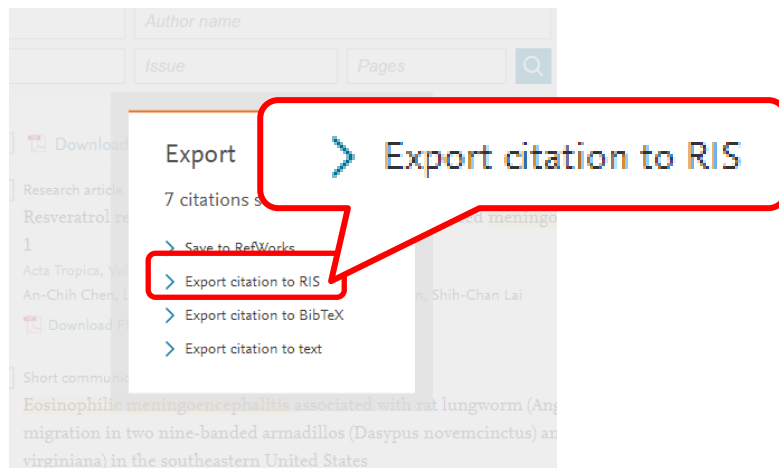 Author name
Issue
Pages
Download
Export
Export citation to RIS
Research article
7 citations s
Resveratrol re
ed meningo
1
Save to RefWorks
Acta Tropica, Vol
Export citation to RIS
An-Chih Chen, L
n, Shih-Chan Lai
Download P
Export citation to BibTeX
Export citation to text
Short communic
Eosinophilic meningoencephalitis associated with rat lungworm (Ang
migration in two nine-banded armadillos (Dasypus novemcinctus) an
virginiana) in the southeastern United States